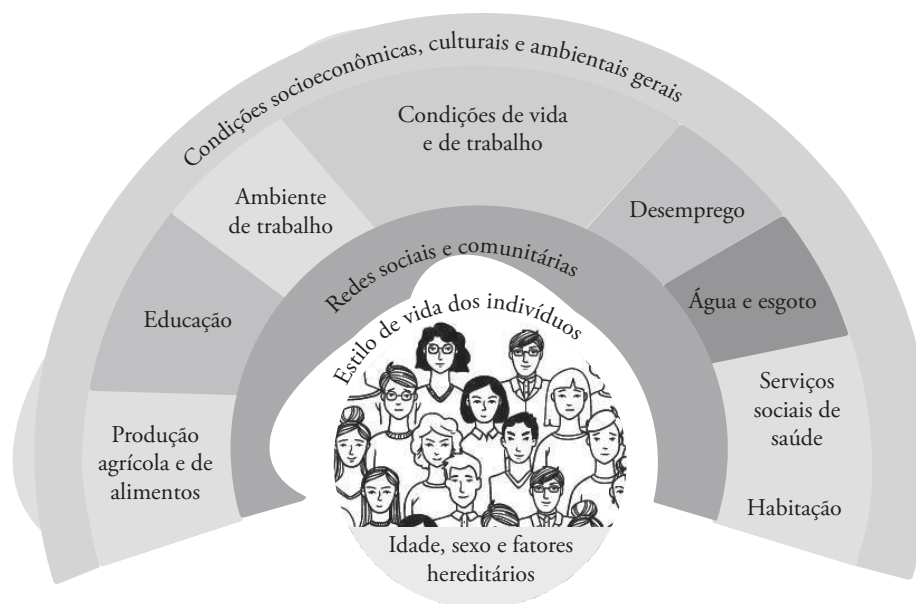 Condições socioeconômicas, culturais e ambientais gerais
Condições de vida
e de trabalho
Ambiente
de trabalho
Desemprego
Redes sociais e comunitárias
Educação
Água e esgoto
Estilo de vida dos indivíduos
Produção
agrícola e de
alimentos
Serviços
sociais de
saúde
Habitação
Idade, sexo e fatores
hereditários